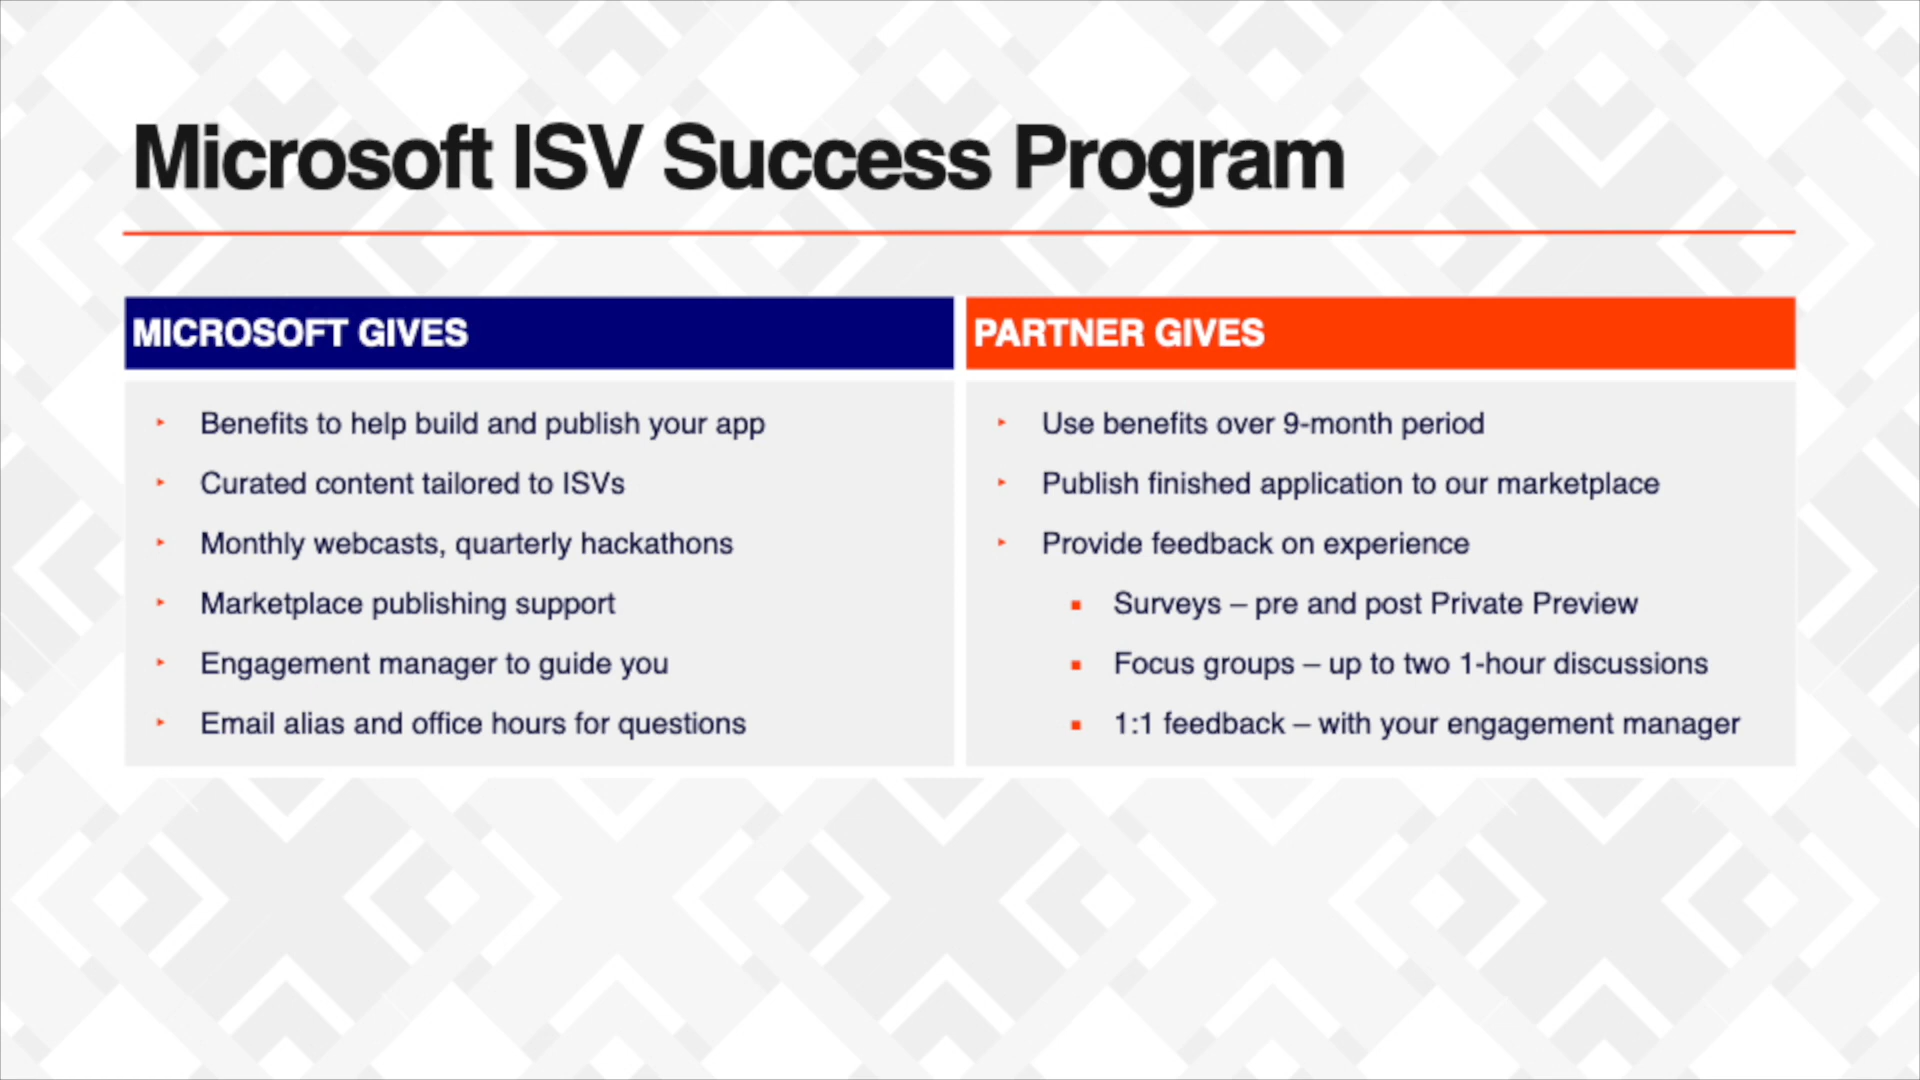 Microsoft ISV Success Program
MICROSOFT GIVES
Benefits to help build and publish your app
Curated content tailored to ISVs
Monthly webcasts, quarterly hackathons
Marketplace publishing support
Engagement manager to guide you
Email alias and office hours for questions
PARTNER GIVES
Use benefits over 9-month period
Publish finished application to our marketplace
Provide feedback on experience
Surveys – pre and post Private Preview
Focus groups – up to two 1-hour discussions
1:1 feedback – with your engagement manager